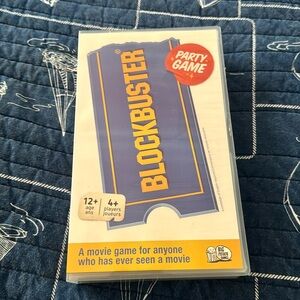 PARTY
GAME
BLOCKBUSTER®
12+
age
ans
4+
players
joueurs
A movie game for anyone
who has ever seen a movie